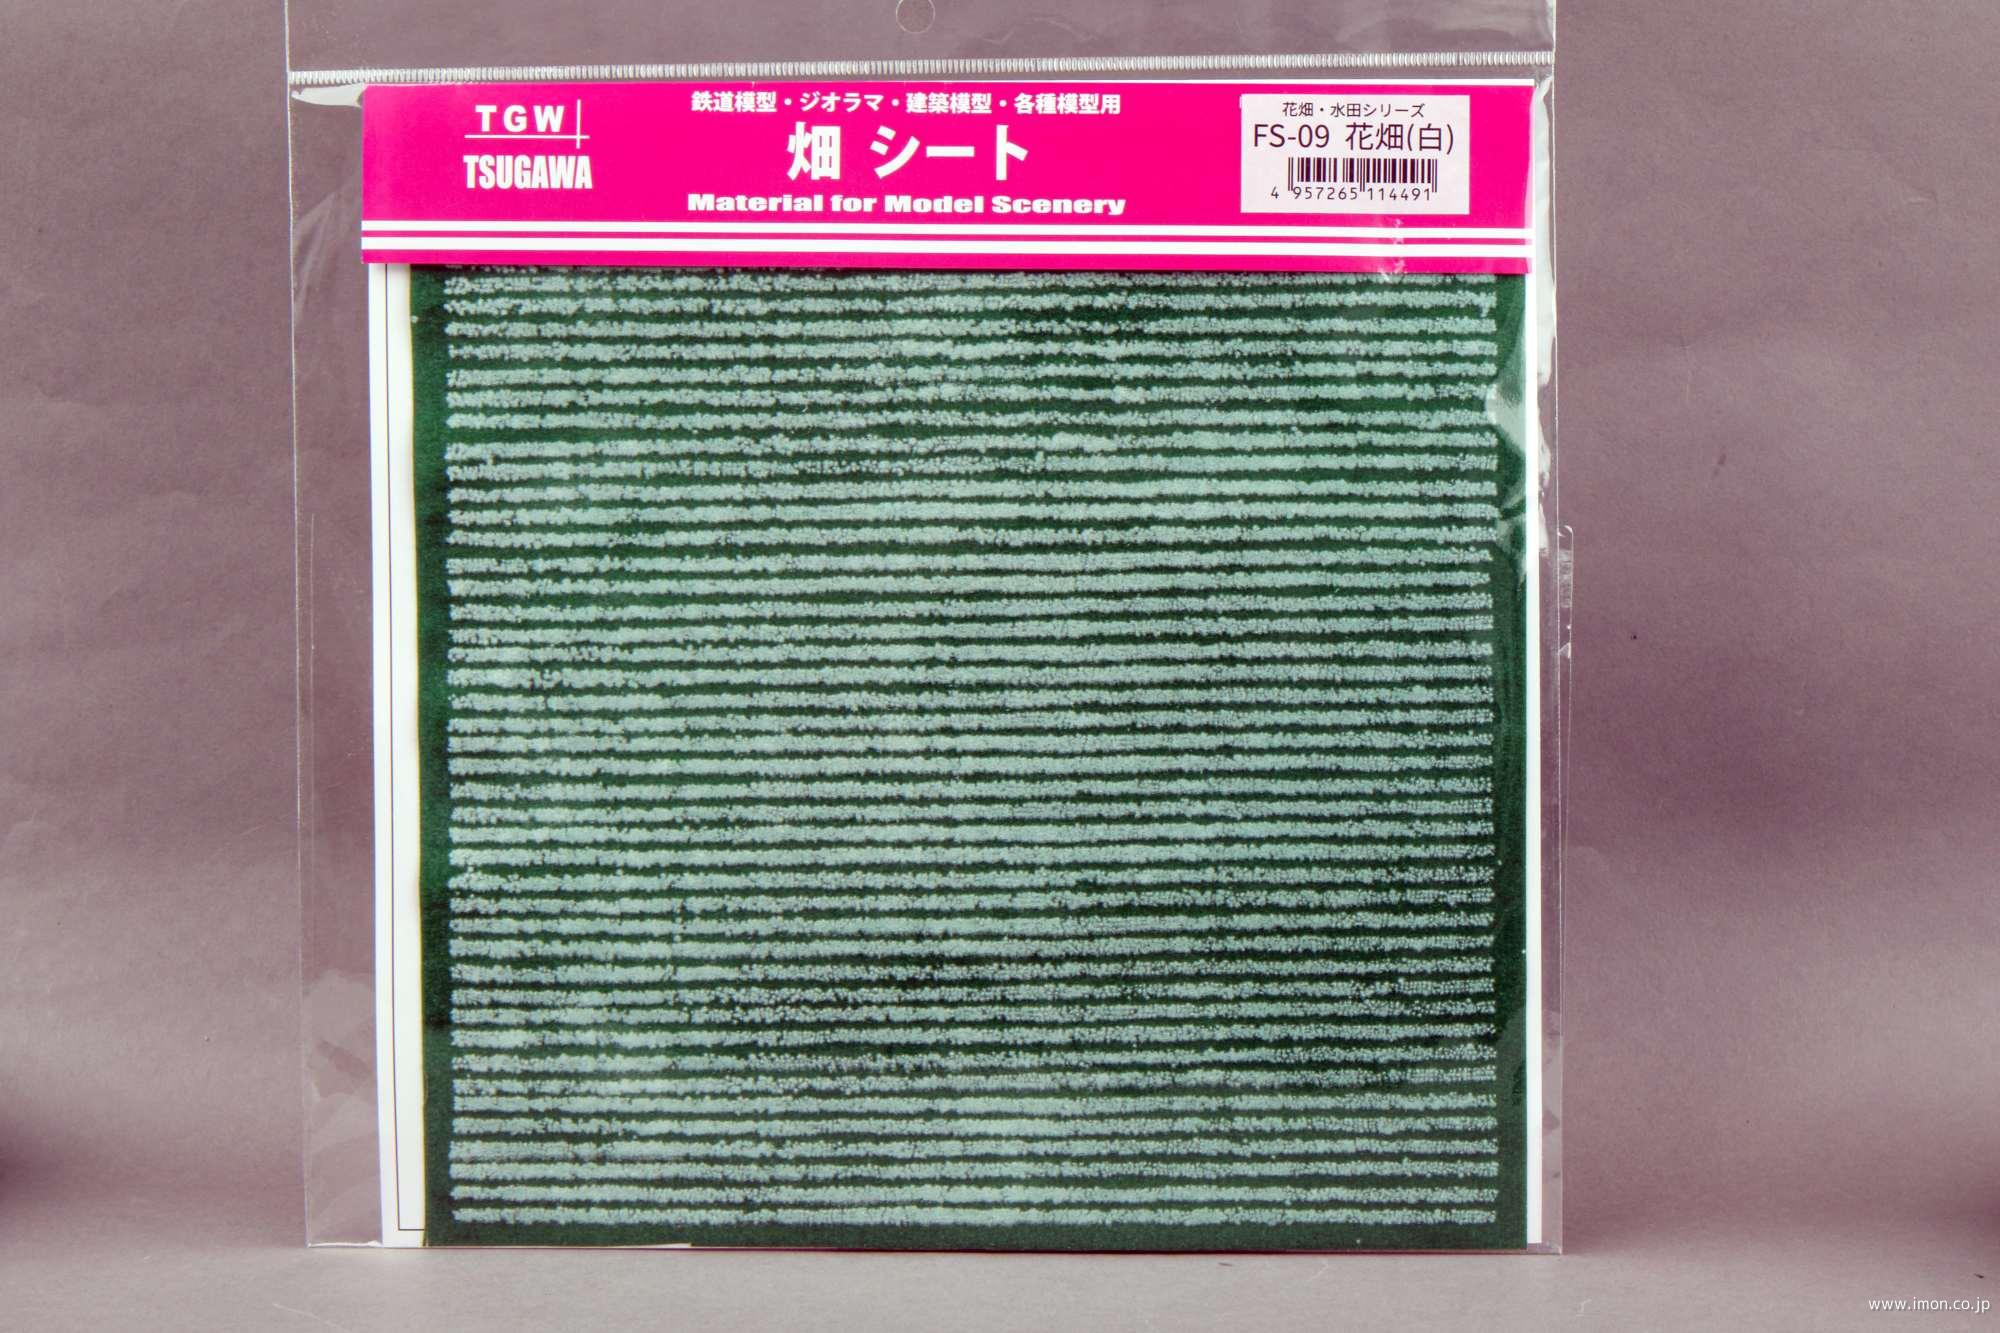 TGW
TSUGAWA
鉄道模型・ジオラマ・建築模型・各種模型用
畑 シート
Material for Model Scenery
花畑・水田シリーズ
FS-09 花畑(白)
4 957265 114491
www.imon.co.jp